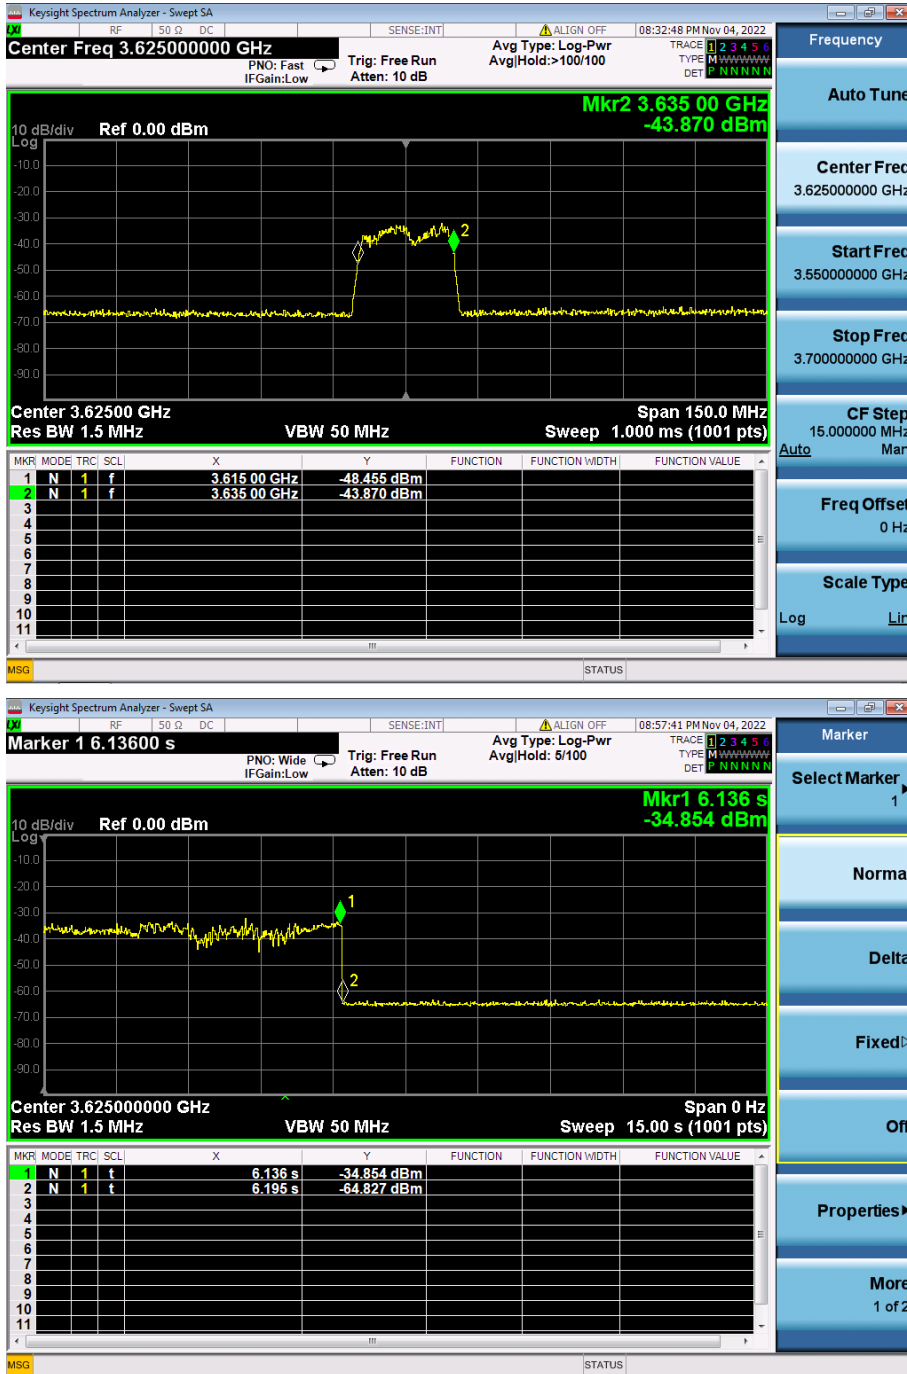 Keysight Spectrum Analyzer - Swept SA
LXI RF 50 Ω DC SENSE:INT ALIGN OFF 08:32:48 PM Nov 04, 2022
Center Freq 3.625000000 GHz
PNO: Fast
IFGain:Low
Trig: Free Run
Atten: 10 dB
Avg Type: Log-Pwr
Avg|Hold:>100/100
TRACE 1 2 3 4 5 6
TYPE M WWWWW
DET P N N N N N
Frequency
Auto Tune
Center Freq
3.625000000 GHz
Start Freq
3.550000000 GHz
Stop Freq
3.700000000 GHz
CF Step
15.000000 MHz
Auto Man
Freq Offset
0 Hz
Scale Type
Log Lin
Mkr2 3.635 00 GHz
-43.870 dBm
10 dB/div Ref 0.00 dBm
Log
-10.0
-20.0
-30.0
2
-40.0
-50.0
-60.0
-70.0
-80.0
-90.0
Center 3.62500 GHz Span 150.0 MHz
Res BW 1.5 MHz VBW 50 MHz Sweep 1.000 ms (1001 pts)
MKR MODE TRC SCL X Y FUNCTION FUNCTION WIDTH FUNCTION VALUE
1 N 1 f 3.615 00 GHz -48.455 dBm
2 N 1 f 3.635 00 GHz -43.870 dBm
3
4
5
6
7
8
9
10
11
MSG STATUS
Keysight Spectrum Analyzer - Swept SA
LXI RF 50 Ω DC SENSE:INT ALIGN OFF 08:57:41 PM Nov 04, 2022
Marker 1 6.13600 s
PNO: Wide
IFGain:Low
Trig: Free Run
Atten: 10 dB
Avg Type: Log-Pwr
Avg|Hold: 5/100
TRACE 1 2 3 4 5 6
TYPE M WWWWW
DET P N N N N N
Marker
Select Marker
1
Norma
Delta
Fixed
Off
Properties
More
1 of 2
Mkr1 6.136 s
-34.854 dBm
10 dB/div Ref 0.00 dBm
Log
-10.0
-20.0
-30.0
1
-40.0
-50.0
2
-60.0
-70.0
-80.0
-90.0
Center 3.625000000 GHz Span 0 Hz
Res BW 1.5 MHz VBW 50 MHz Sweep 15.00 s (1001 pts)
MKR MODE TRC SCL X Y FUNCTION FUNCTION WIDTH FUNCTION VALUE
1 N 1 t 6.136 s -34.854 dBm
2 N 1 t 6.195 s -64.827 dBm
3
4
5
6
7
8
9
10
11
MSG STATUS